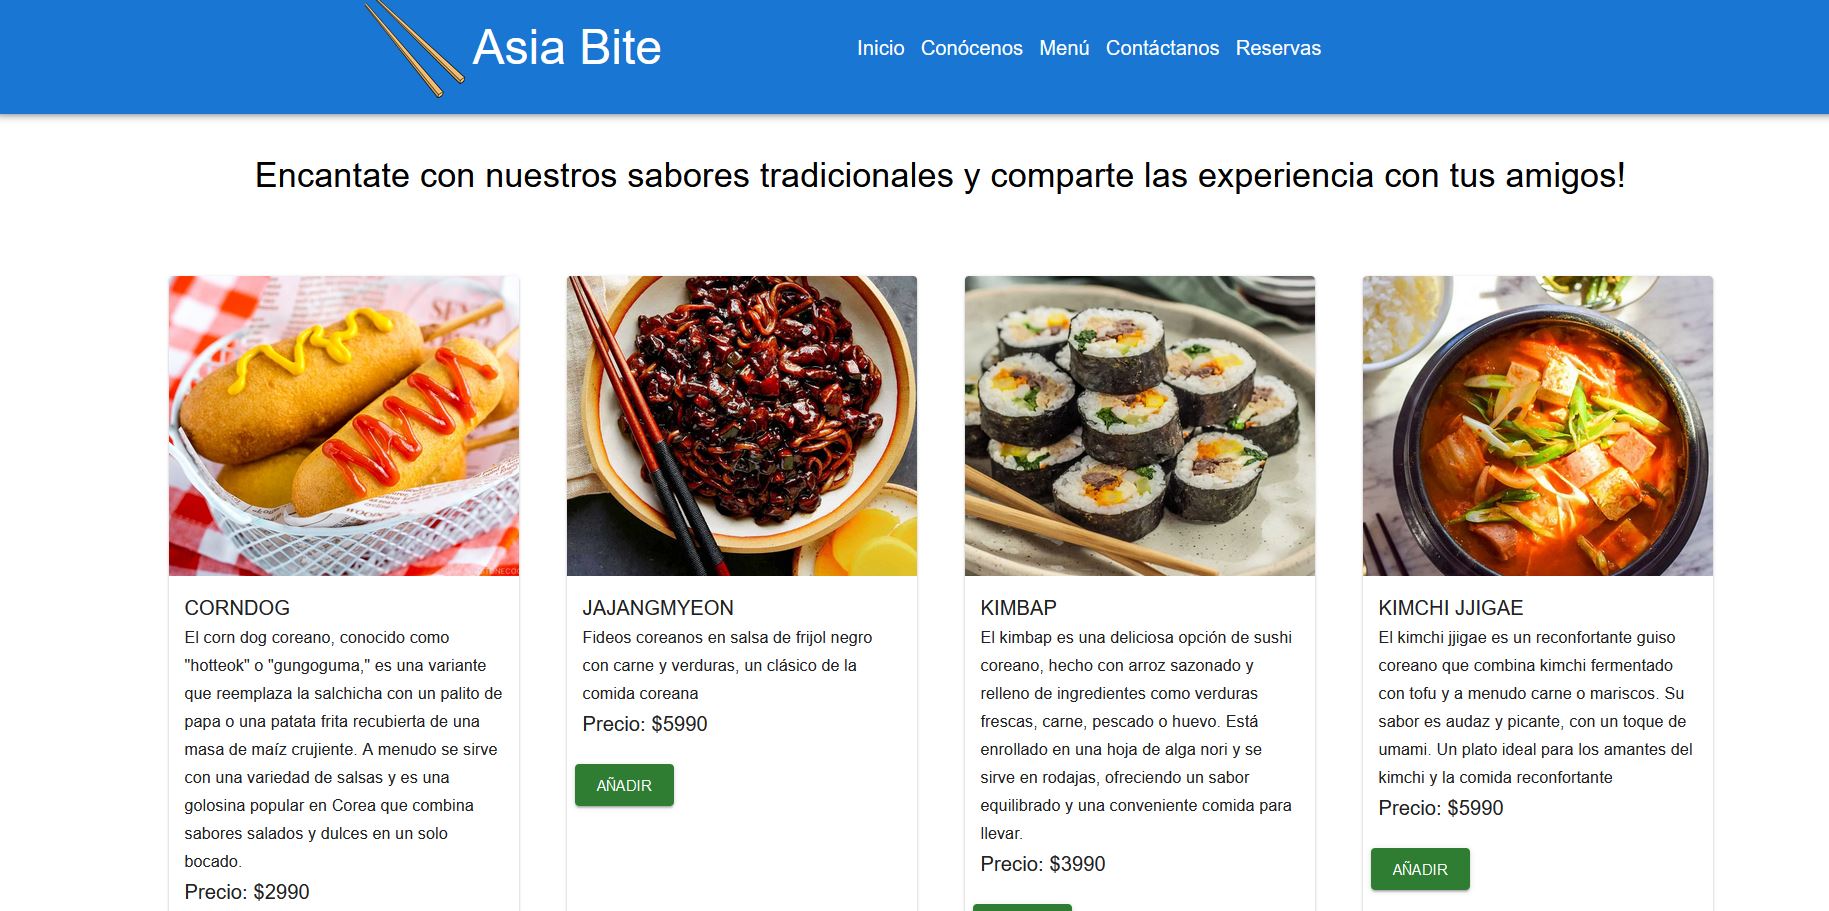 Asia Bite
Inicio Conócenos Menú Contáctanos Reservas
Encantate con nuestros sabores tradicionales y comparte las experiencia con tus amigos!
CORNDOG
El corn dog coreano, conocido como
"hotteok" o "gungoguma," es una variante
que reemplaza la salchicha con un palito de
papa o una patata frita recubierta de una
masa de maíz crujiente. A menudo se sirve
con una variedad de salsas y es una
golosina popular en Corea que combina
sabores salados y dulces en un solo
bocado.
Precio: $2990
JAJANGMYEON
Fideos coreanos en salsa de frijol negro
con carne y verduras, un clásico de la
comida coreana
Precio: $5990
AÑADIR
KIMBAP
El kimbap es una deliciosa opción de sushi
coreano, hecho con arroz sazonado y
relleno de ingredientes como verduras
frescas, carne, pescado o huevo. Está
enrollado en una hoja de alga nori y se
sirve en rodajas, ofreciendo un sabor
equilibrado y una conveniente comida para
llevar.
Precio: $3990
KIMCHI JJIGAE
El kimchi jjigae es un reconfortante guiso
coreano que combina kimchi fermentado
con tofu y a menudo carne o mariscos. Su
sabor es audaz y picante, con un toque de
umami. Un plato ideal para los amantes del
kimchi y la comida reconfortante
Precio: $5990
AÑADIR